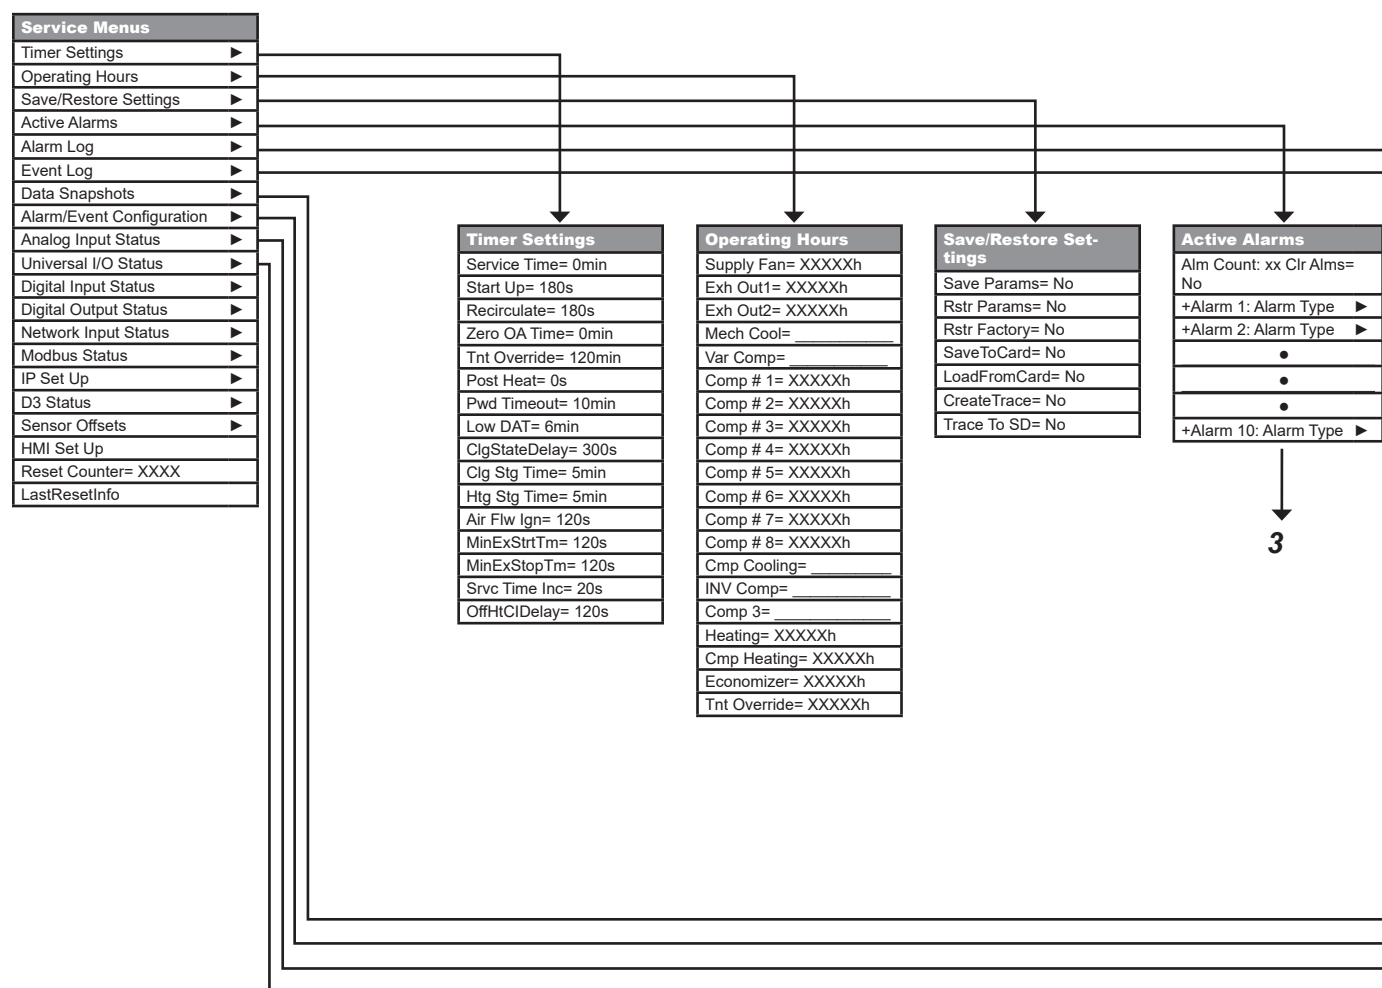 Service Menus
Timer Settings ►
Operating Hours ►
Save/Restore Settings ►
Active Alarms ►
Alarm Log ►
Event Log ►
Data Snapshots ►
Alarm/Event Configuration ►
Analog Input Status ►
Universal I/O Status ►
Digital Input Status ►
Digital Output Status ►
Network Input Status ►
Modbus Status ►
IP Set Up ►
D3 Status ►
Sensor Offsets ►
HMI Set Up
Reset Counter= XXXX
LastResetInfo
Timer Settings
Service Time= 0min
Start Up= 180s
Recirculate= 180s
Zero OA Time= 0min
Tnt Override= 120min
Post Heat= 0s
Pwd Timeout= 10min
Low DAT= 6min
ClgStateDelay= 300s
Clg Stg Time= 5min
Htg Stg Time= 5min
Air Flw Ign= 120s
MinExStrtTm= 120s
MinExStopTm= 120s
Srvc Time Inc= 20s
OffHtClDelay= 120s
Operating Hours
Supply Fan= XXXXXh
Exh Out1= XXXXXh
Exh Out2= XXXXXh
Mech Cool= ___________
Var Comp= ___________
Comp # 1= XXXXXh
Comp # 2= XXXXXh
Comp # 3= XXXXXh
Comp # 4= XXXXXh
Comp # 5= XXXXXh
Comp # 6= XXXXXh
Comp # 7= XXXXXh
Comp # 8= XXXXXh
Cmp Cooling= _________
INV Comp= ___________
Comp 3= _____________
Heating= XXXXXh
Cmp Heating= XXXXXh
Economizer= XXXXXh
Tnt Override= XXXXXh
Save/Restore Set-
tings
Save Params= No
Rstr Params= No
Rstr Factory= No
SaveToCard= No
LoadFromCard= No
CreateTrace= No
Trace To SD= No
Active Alarms
Alm Count: xx Clr Alms=
No
+Alarm 1: Alarm Type ►
+Alarm 2: Alarm Type ►
●
●
●
+Alarm 10: Alarm Type ►
3